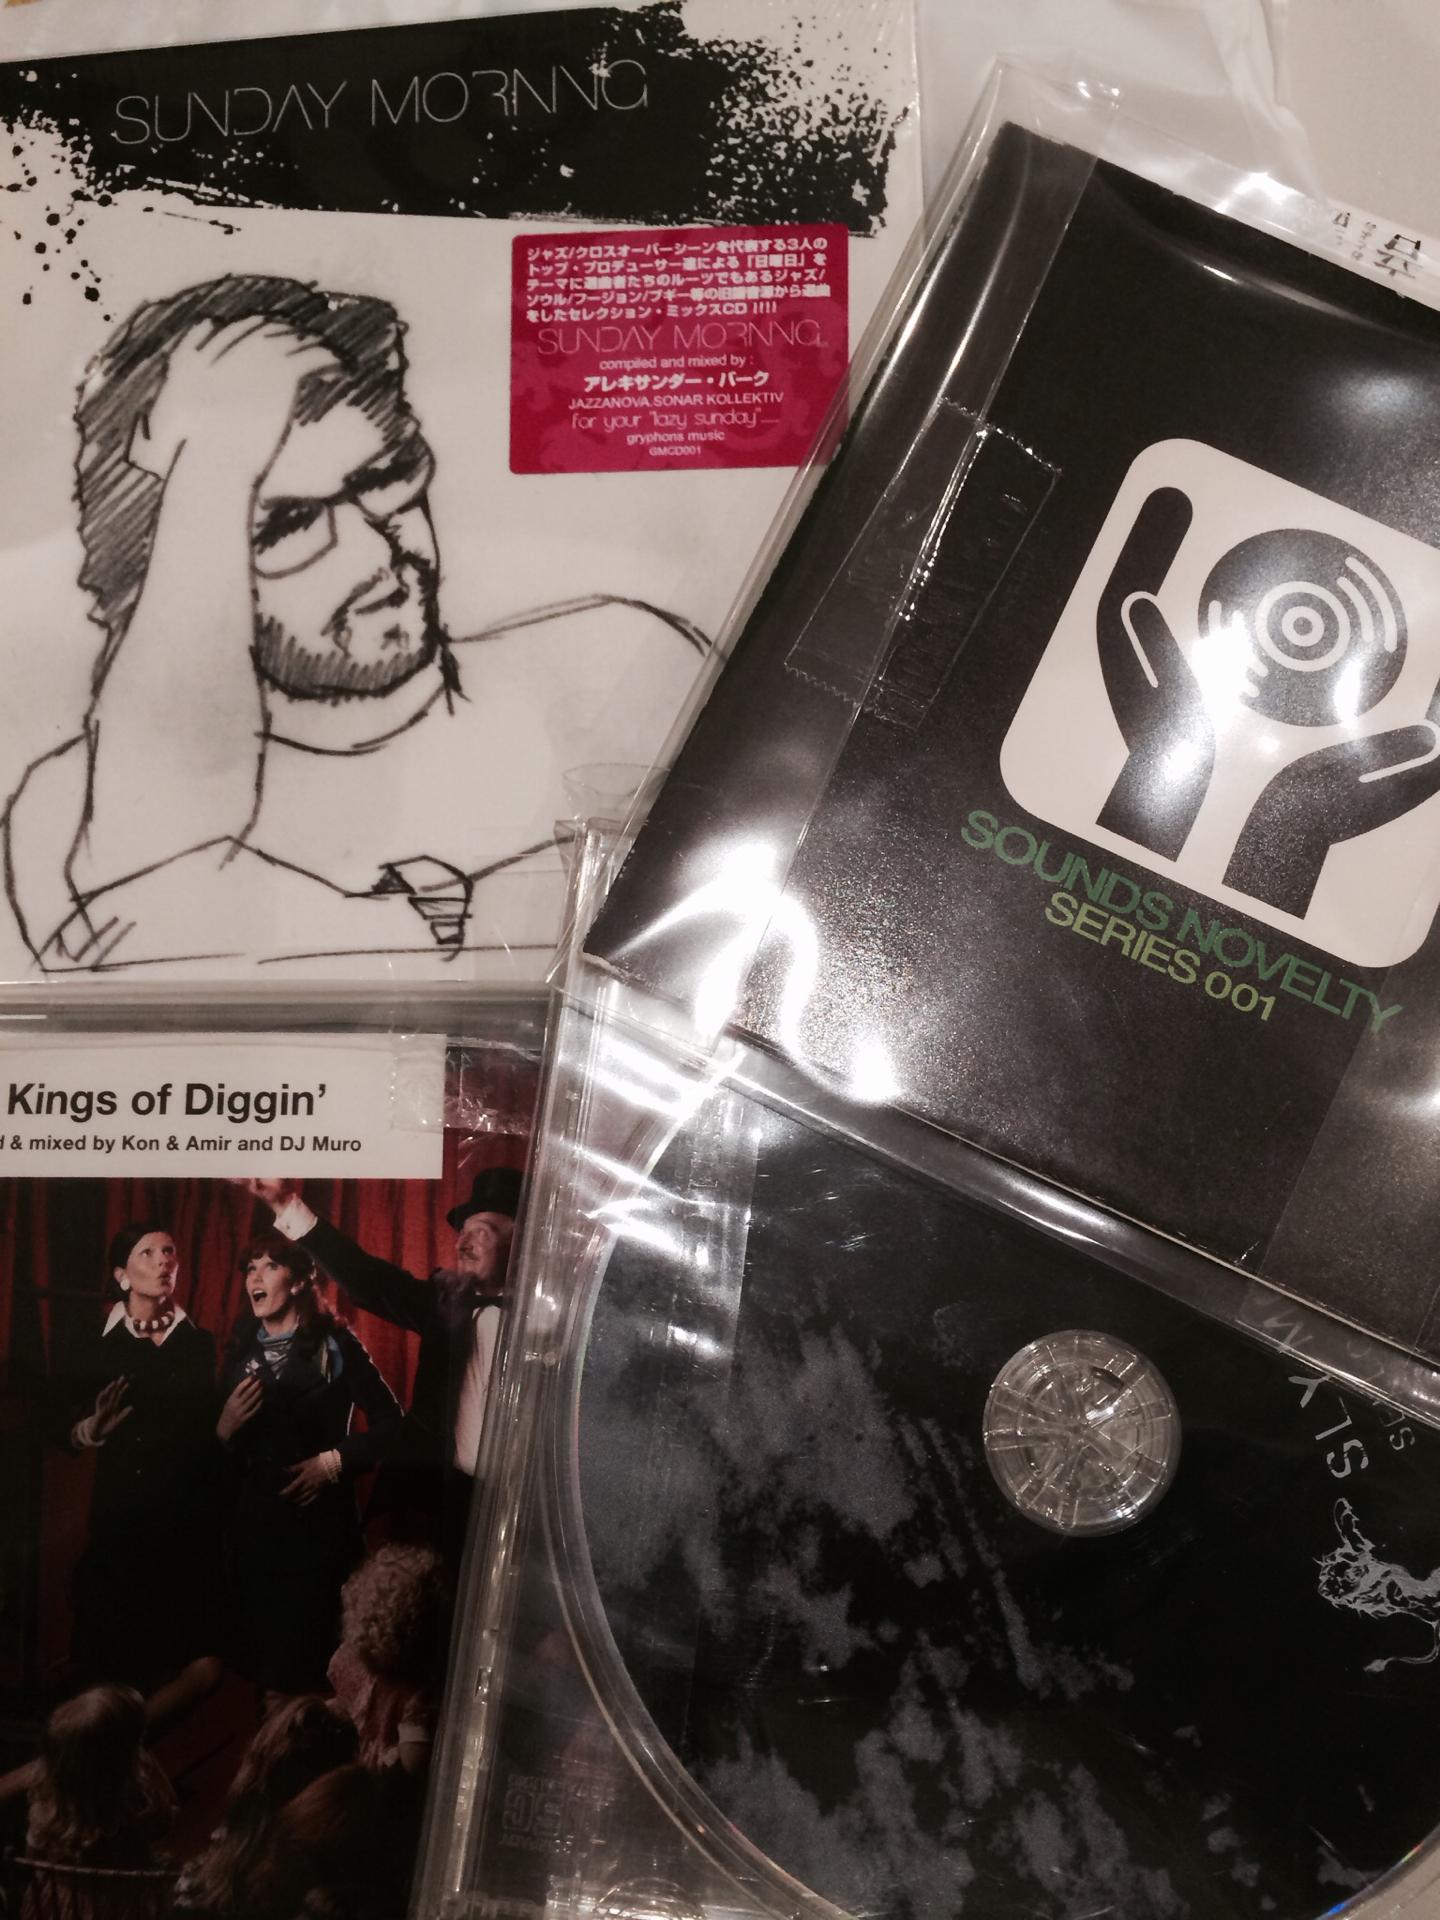 SUNDAY MORNNG
ジャズ/クロスオーバーシーンを代表する3人の
トップ・プロデューサー達による「日曜日」を
テーマに選曲者たちのルーツでもあるジャズ/
ソウル/フージョン/ブギー等の旧譜音源から選曲
をしたセレクション・ミックスCD !!!!
SUNDAY MORNNG
compiled and mixed by :
アレキサンダー・バーク
JAZZANOVA.SONAR KOLLEKTIV
for your "lazy sunday"......
gryphons music
GMCD001
SOUNDS NOVELTY
SERIES 001
Kings of Diggin'
& mixed by Kon & Amir and DJ Muro